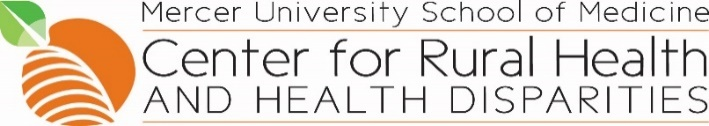 Mercer University School of Medicine
Center for Rural Health
AND HEALTH DISPARITIES